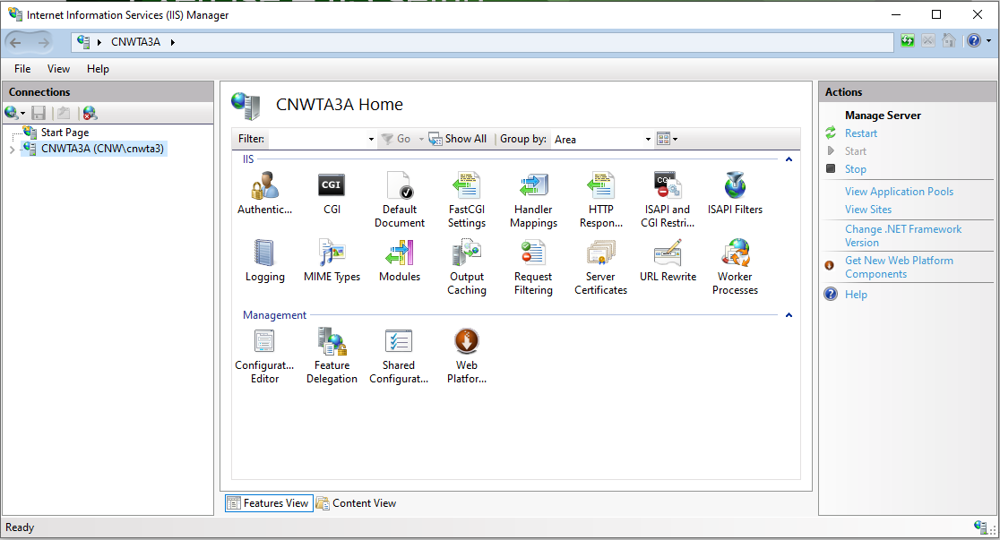 Internet Information Services (IIS) Manager
CNWTA3A
File View Help
Connections
Start Page
CNWTA3A (CNW\cnwta3)
CNWTA3A Home
Filter: Go Show All Group by: Area
IIS
Authentic... CGI Default Document FastCGI Settings Handler Mappings HTTP Respon... ISAPI and CGI Restri... ISAPI Filters
Logging MIME Types Modules Output Caching Request Filtering Server Certificates URL Rewrite Worker Processes
Management
Configurat... Editor Feature Delegation Shared Configurat... Web Platfor...
Features View Content View
Actions
Manage Server
Restart
Start
Stop
View Application Pools
View Sites
Change .NET Framework
Version
Get New Web Platform
Components
Help
Ready